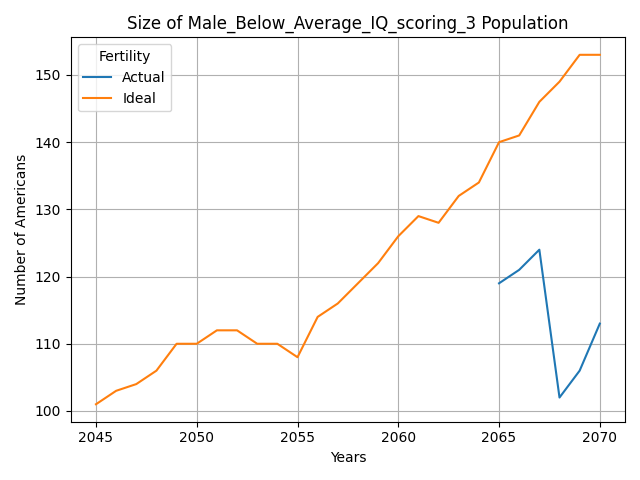 Size of Male_Below_Average_IQ_scoring_3 Population
Fertility
Actual
Ideal
Number of Americans
150
140
130
120
110
100
2045 2050 2055 2060 2065 2070
Years